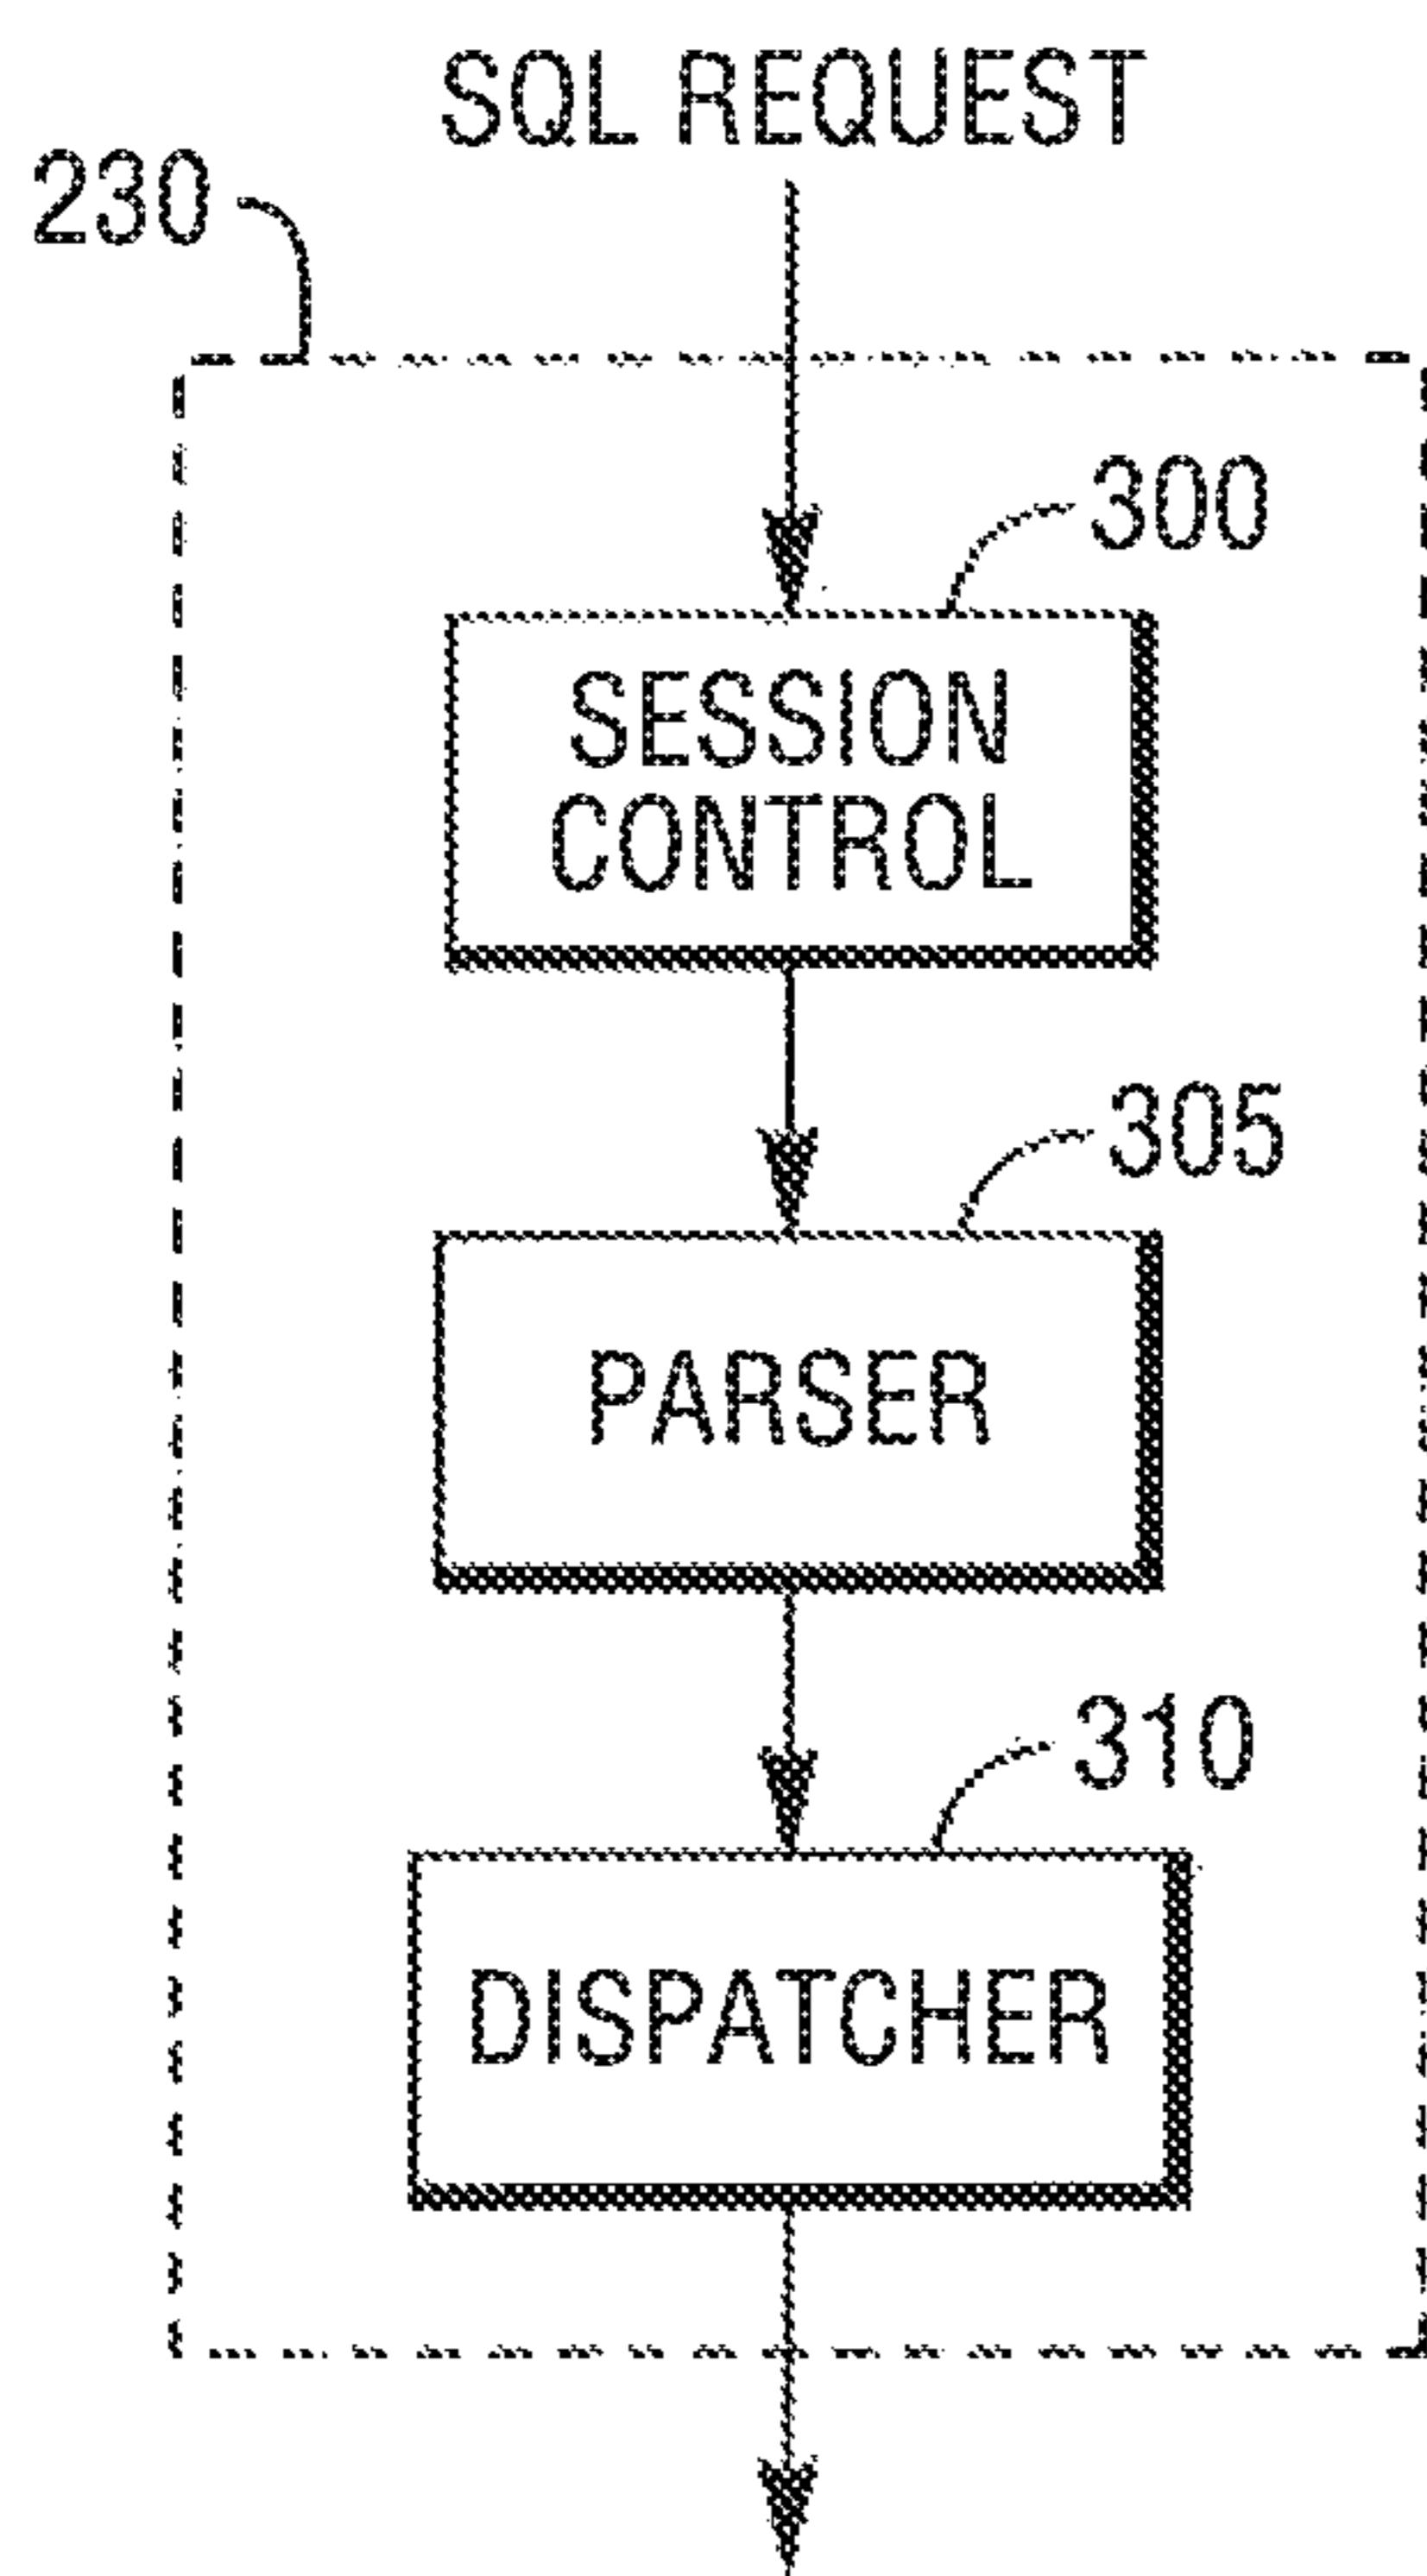 SQL REQUEST
230
300
SESSION
CONTROL
305
PARSER
310
DISPATCHER